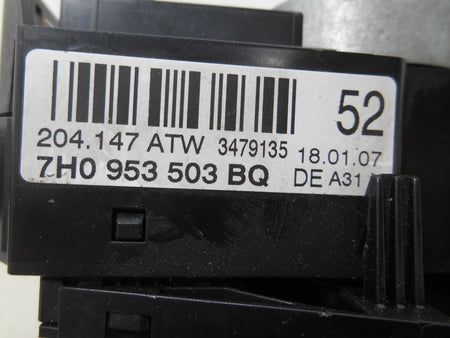 52
204.147 ATW 3479135 18.01.07
7H0 953 503 BQ DE A31